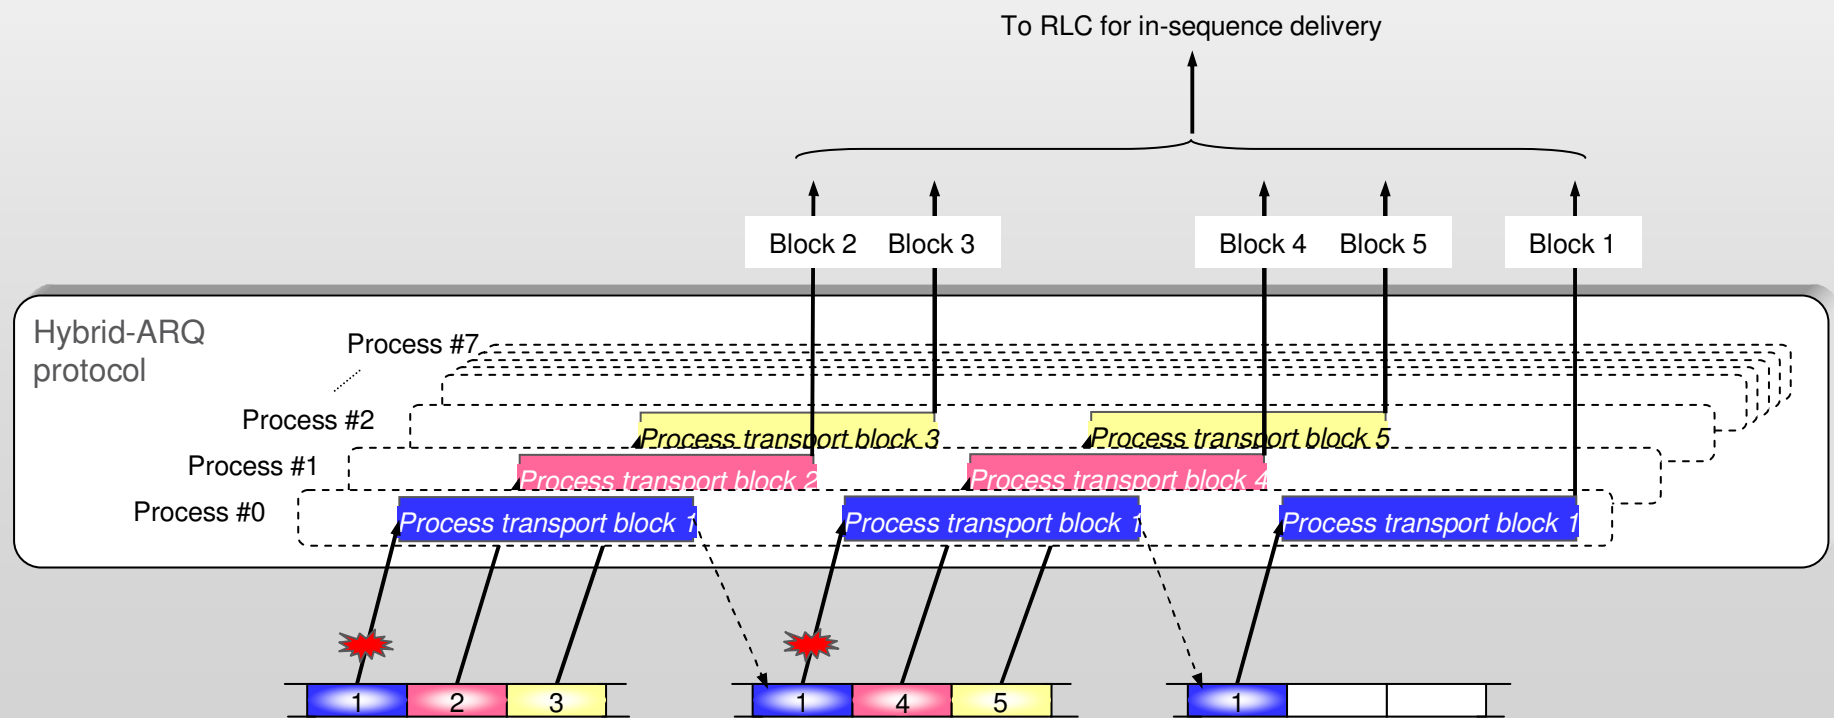 To RLC for in-sequence delivery
Block 2 Block 3 Block 4 Block 5 Block 1
Hybrid-ARQ
protocol
Process #7
Process #2
Process transport block 3 Process transport block 5
Process #1
Process transport block 2 Process transport block 4
Process #0
Process transport block 1 Process transport block 1 Process transport block 1
1 2 3 1 4 5 1